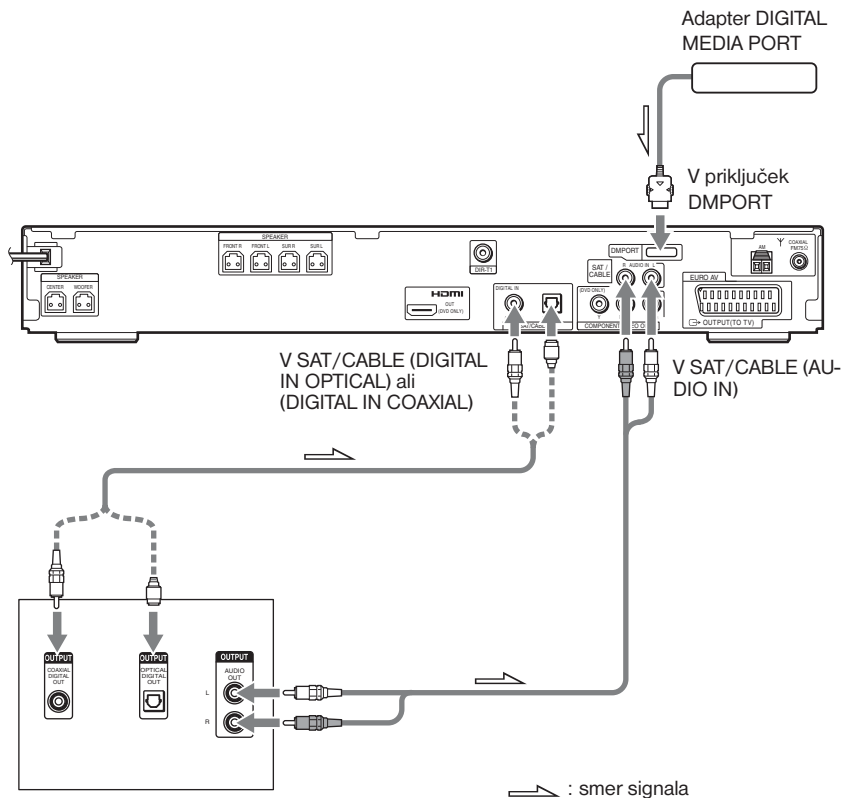 Adapter DIGITAL
MEDIA PORT
V priključek
DMPORT
SPEAKER
FRONT R FRONT L SUR R SUR L
SPEAKER
CENTER WOOFER
DIR-T1
HDMI
OUT
(DVD ONLY)
DIGITAL IN
SAT/CABLE
DMPORT
SAT /
CABLE
R AUDIO IN L
(DVD ONLY)
Y
COMPONENT VIDEO O
EURO AV
OUTPUT(TO TV)
AM
COAXIAL
FM75Ω
V SAT/CABLE (DIGITAL
IN OPTICAL) ali
(DIGITAL IN COAXIAL)
V SAT/CABLE (AU-
DIO IN)
OUTPUT
COAXIAL
DIGITAL
OUT
OUTPUT
OPTICAL
DIGITAL
OUT
OUTPUT
AUDIO
OUT
L
R
: smer signala